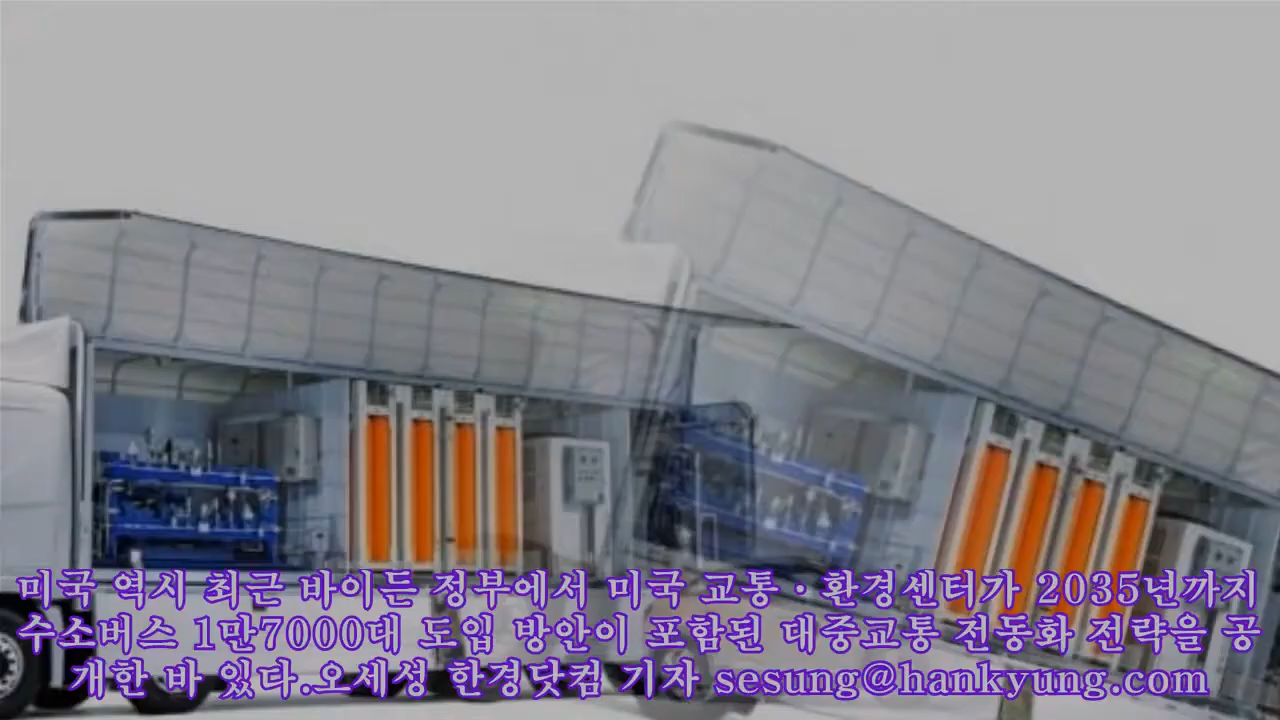 미국 역시 최근 바이든 정부에서 미국 교통·환경센터가 2035년까지
수소버스 1만7000대 도입 방안이 포함된 대중교통 전동화 전략을 공
개한 바 있다.오세성 한경닷컴 기자 sesung@hankyung.com